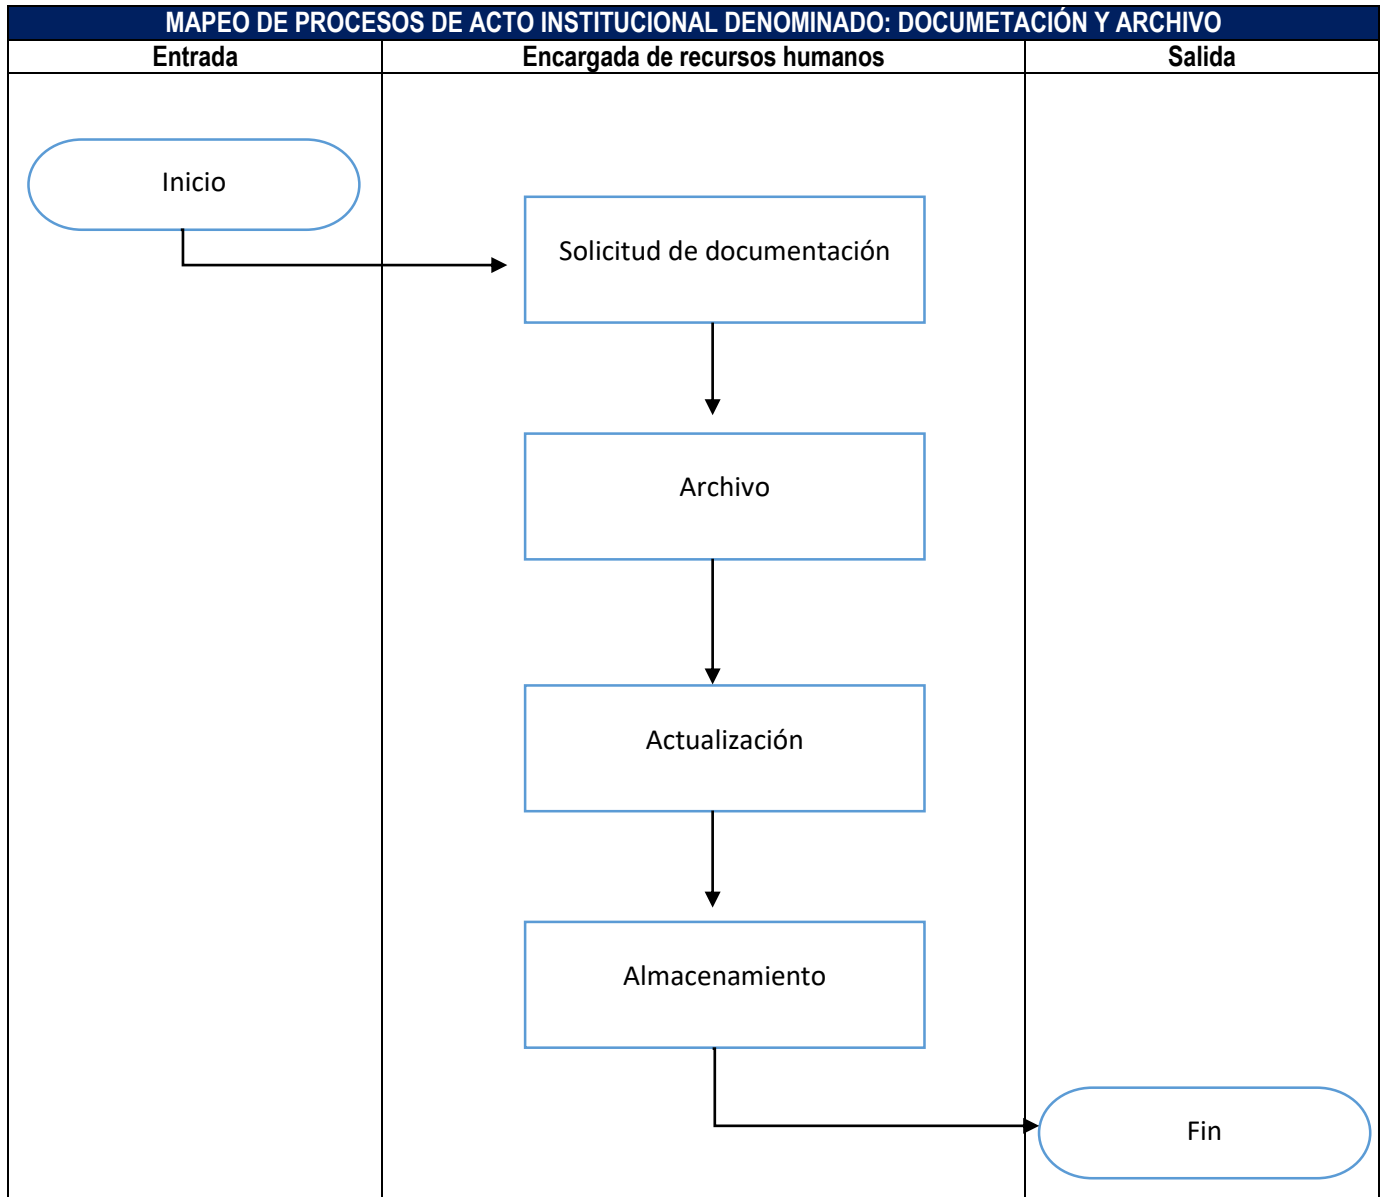 MAPEO DE PROCESOS DE ACTO INSTITUCIONAL DENOMINADO: DOCUMETACIÓN Y ARCHIVO
Entrada
Encargada de recursos humanos
Salida
Inicio
Solicitud de documentación
Archivo
Actualización
Almacenamiento
Fin